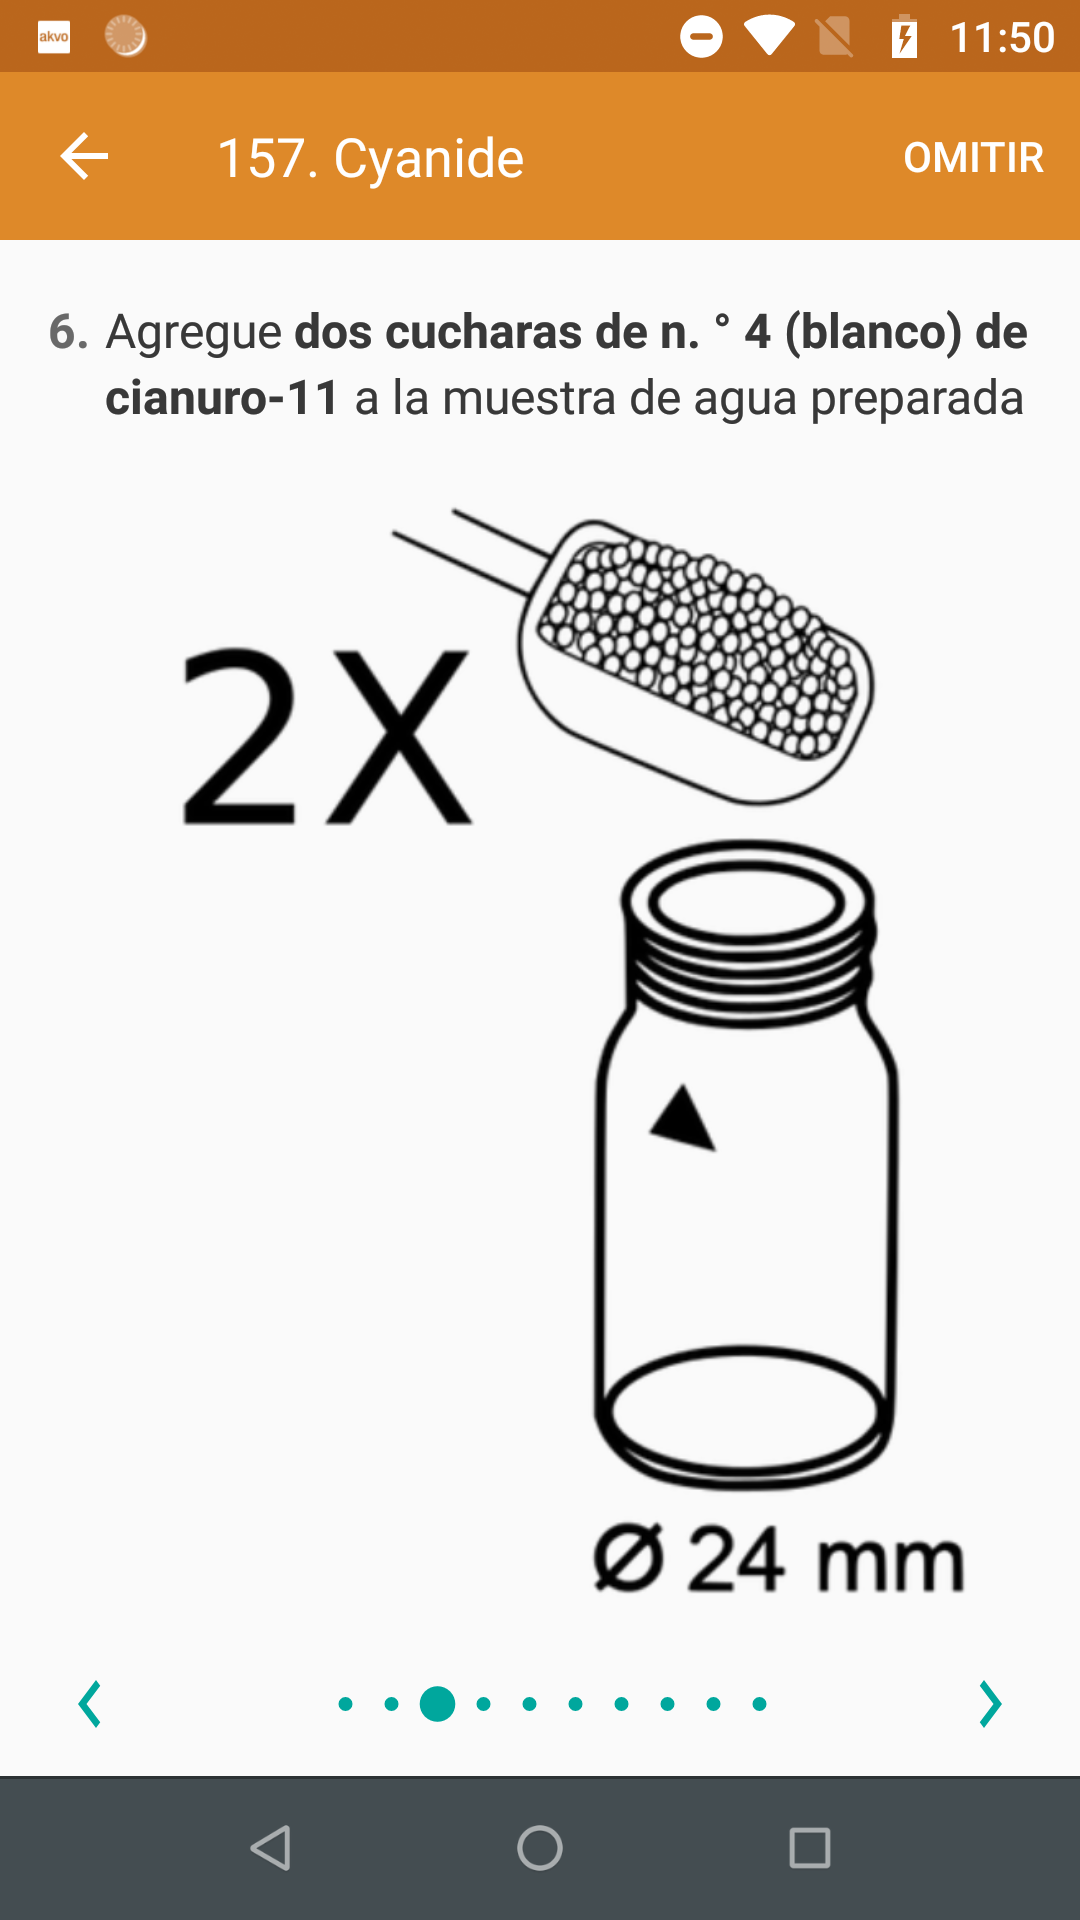 akvo
11:50
157. Cyanide
OMITIR
6. Agregue dos cucharas de n. ° 4 (blanco) de
cianuro-11 a la muestra de agua preparada
2X
Ø 24 mm